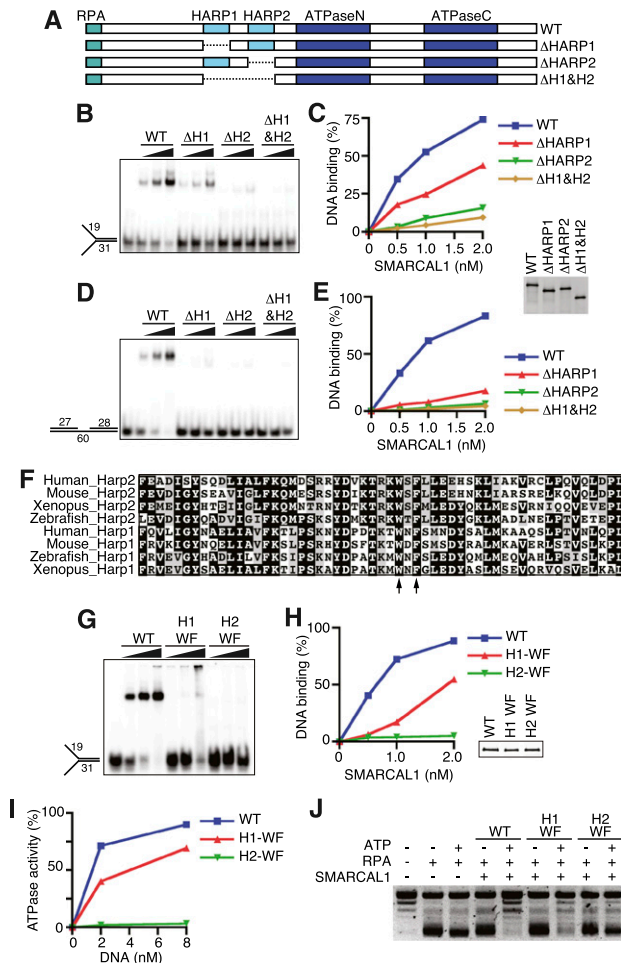 A
RPA HARP1 HARP2 ATPaseN ATPaseC
WT
ΔHARP1
ΔHARP2
ΔH1&H2
B
WT ΔH1 ΔH2 ΔH1 &H2
19
31
C
DNA binding (%)
75
50
25
0
0 0.5 1.0 1.5 2.0
SMARCAL1 (nM)
WT
ΔHARP1
ΔHARP2
ΔH1&H2
WT ΔHARP1 ΔHARP2 ΔH1&H2
D
WT ΔH1 ΔH2 ΔH1 &H2
27 28
60
E
DNA binding (%)
100
50
0
0 0.5 1.0 2.0
SMARCAL1 (nM)
WT
ΔHARP1
ΔHARP2
ΔH1&H2
F
Human_Harp2
Mouse_Harp2
Xenopus_Harp2
Zebrafish_Harp2
Human_Harp1
Mouse_Harp1
Zebrafish_Harp1
Xenopus_Harp1
G
WT H1 WF H2 WF
19
31
H
DNA binding (%)
100
50
0
0 1.0 2.0
SMARCAL1 (nM)
WT
H1-WF
H2-WF
WT H1 WF H2 WF
I
ATPase activity (%)
100
50
0
0 2 4 6 8
DNA (nM)
WT
H1-WF
H2-WF
J
WT H1 WF H2 WF
ATP - - + - + - + - +
RPA - + + + + + + + +
SMARCAL1 - - - + + + + + +